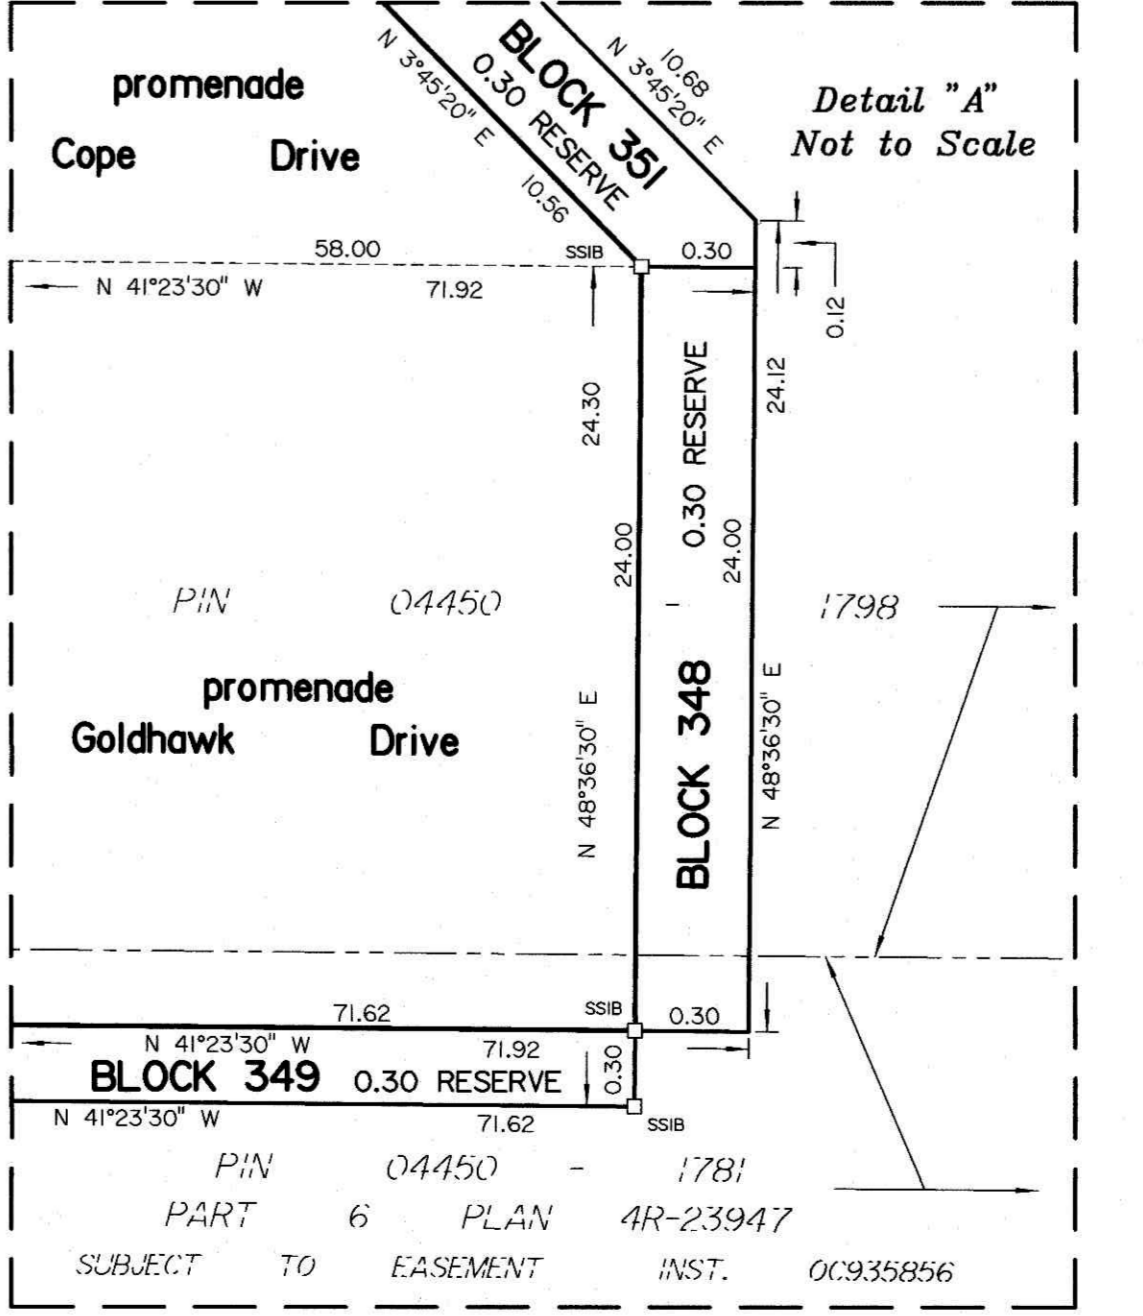 promenade
Cope Drive
N 3°45'20" E
10.56
BLOCK 351
0.30 RESERVE
10.68
N 3°45'20" E
Detail "A"
Not to Scale
58.00
SSIB
0.30
N 41°23'30" W
71.92
0.12
24.30
24.00
N 48°36'30" E
0.30 RESERVE
BLOCK 348
24.00
24.12
N 48°36'30" E
PIN 04450 - 1798
promenade
Goldhawk Drive
71.62
SSIB
0.30
N 41°23'30" W
71.92
0.30
BLOCK 349 0.30 RESERVE
N 41°23'30" W
71.62
SSIB
PIN 04450 - 1781
PART 6 PLAN 4R-23947
SUBJECT TO EASEMENT INST. OC935856